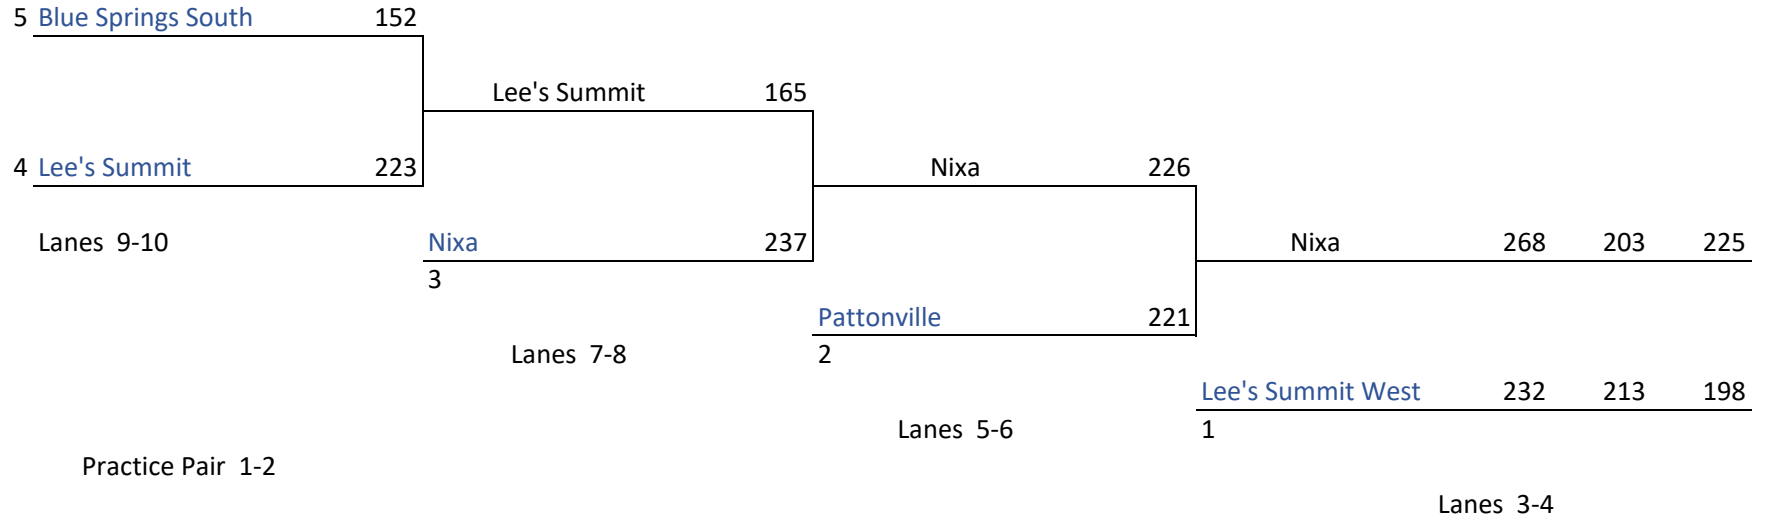 5 Blue Springs South 152
Lee's Summit 165
4 Lee's Summit 223 Nixa 226
Lanes 9-10 Nixa 237 Nixa 268 203 225
3
Pattonville 221
Lanes 7-8 2
Lee's Summit West 232 213 198
Lanes 5-6 1
Practice Pair 1-2
Lanes 3-4